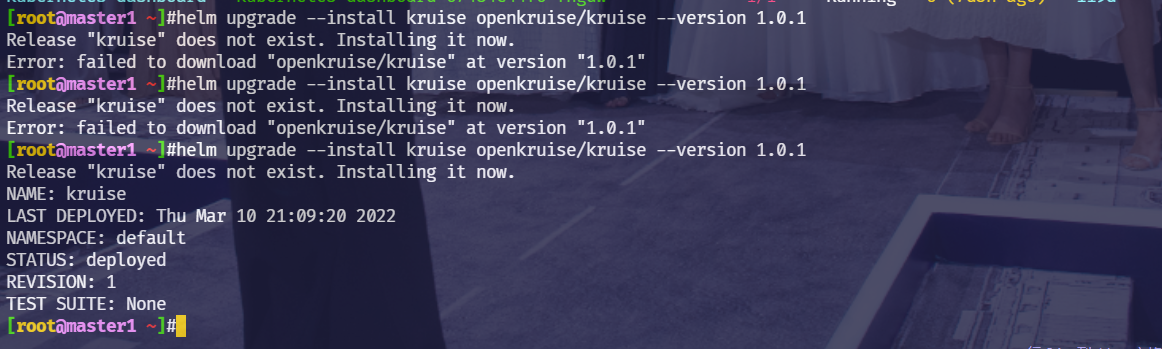 [root@master1 ~]#helm upgrade --install kruise openkruise/kruise --version 1.0.1
Release "kruise" does not exist. Installing it now.
Error: failed to download "openkruise/kruise" at version "1.0.1"
[root@master1 ~]#helm upgrade --install kruise openkruise/kruise --version 1.0.1
Release "kruise" does not exist. Installing it now.
Error: failed to download "openkruise/kruise" at version "1.0.1"
[root@master1 ~]#helm upgrade --install kruise openkruise/kruise --version 1.0.1
Release "kruise" does not exist. Installing it now.
NAME: kruise
LAST DEPLOYED: Thu Mar 10 21:09:20 2022
NAMESPACE: default
STATUS: deployed
REVISION: 1
TEST SUITE: None
[root@master1 ~]#